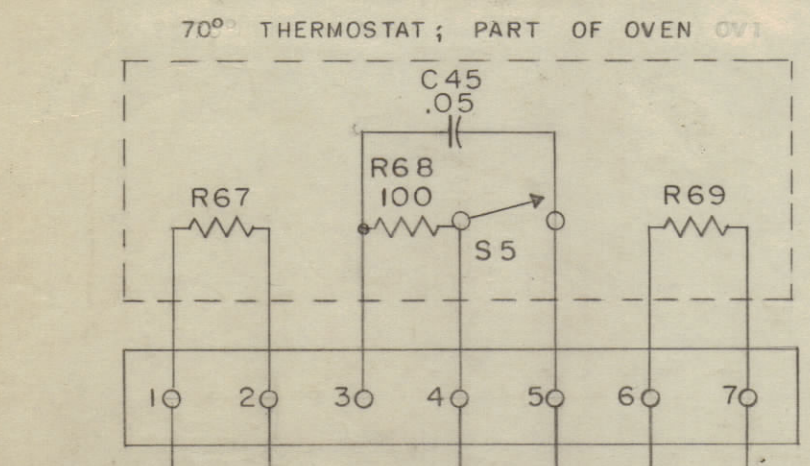 70° THERMOSTAT; PART OF OVEN OVI
C45
.05
R68
100
R67
R69
S5
1 2 3 4 5 6 7